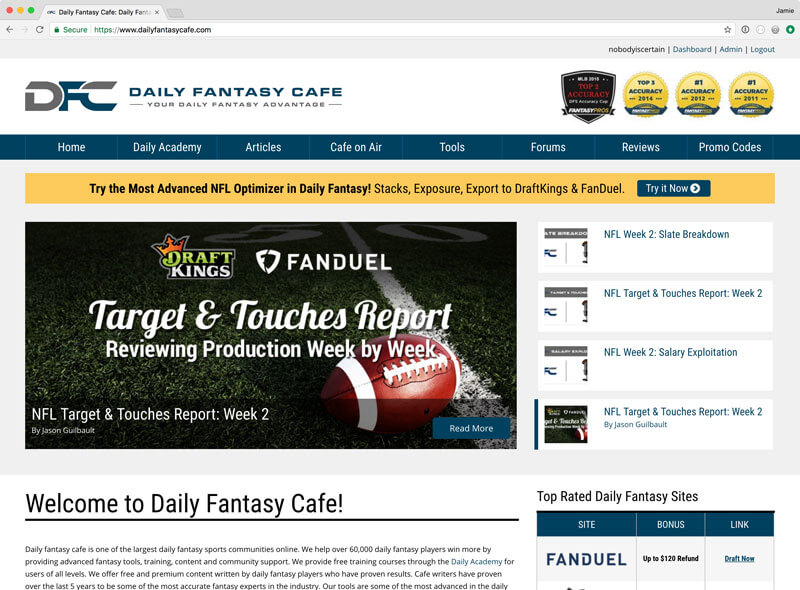 Daily Fantasy Cafe: Daily Fanta
Jamie
Secure | https://www.dailyfantasycafe.com
nobodyiscertain | Dashboard | Admin | Logout
DFC DAILY FANTASY CAFE
YOUR DAILY FANTASY ADVANTAGE
MLB 2015
TOP 2
ACCURACY
DFS Accuracy Cup
FANTASYPROS
TOP 3
ACCURACY
2014
FANTASYPROS
#1
ACCURACY
2012
FANTASYPROS
#1
ACCURACY
2011
FANTASYPROS
Home Daily Academy Articles Cafe on Air Tools Forums Reviews Promo Codes
Try the Most Advanced NFL Optimizer in Daily Fantasy! Stacks, Exposure, Export to DraftKings & FanDuel. Try it Now
DRAFT
KINGS
FANDUEL
Target & Touches Report
Reviewing Production Week by Week
NFL Target & Touches Report: Week 2
By Jason Guilbault
Read More
NFL Week 2: Slate Breakdown
NFL Target & Touches Report: Week 2
NFL Week 2: Salary Exploitation
NFL Target & Touches Report: Week 2
By Jason Guilbault
Welcome to Daily Fantasy Cafe!
Daily fantasy cafe is one of the largest daily fantasy sports communities online. We help over 60,000 daily fantasy players win more by
providing advanced fantasy tools, training, content and community support. We provide free training courses through the Daily Academy for
users of all levels. We offer free and premium content written by daily fantasy players who have proven results. Cafe writers have proven
over the last 5 years to be some of the most accurate fantasy experts in the industry. Our tools are some of the most advanced in the daily
Top Rated Daily Fantasy Sites
SITE BONUS LINK
FANDUEL Up to $120 Refund Draft Now